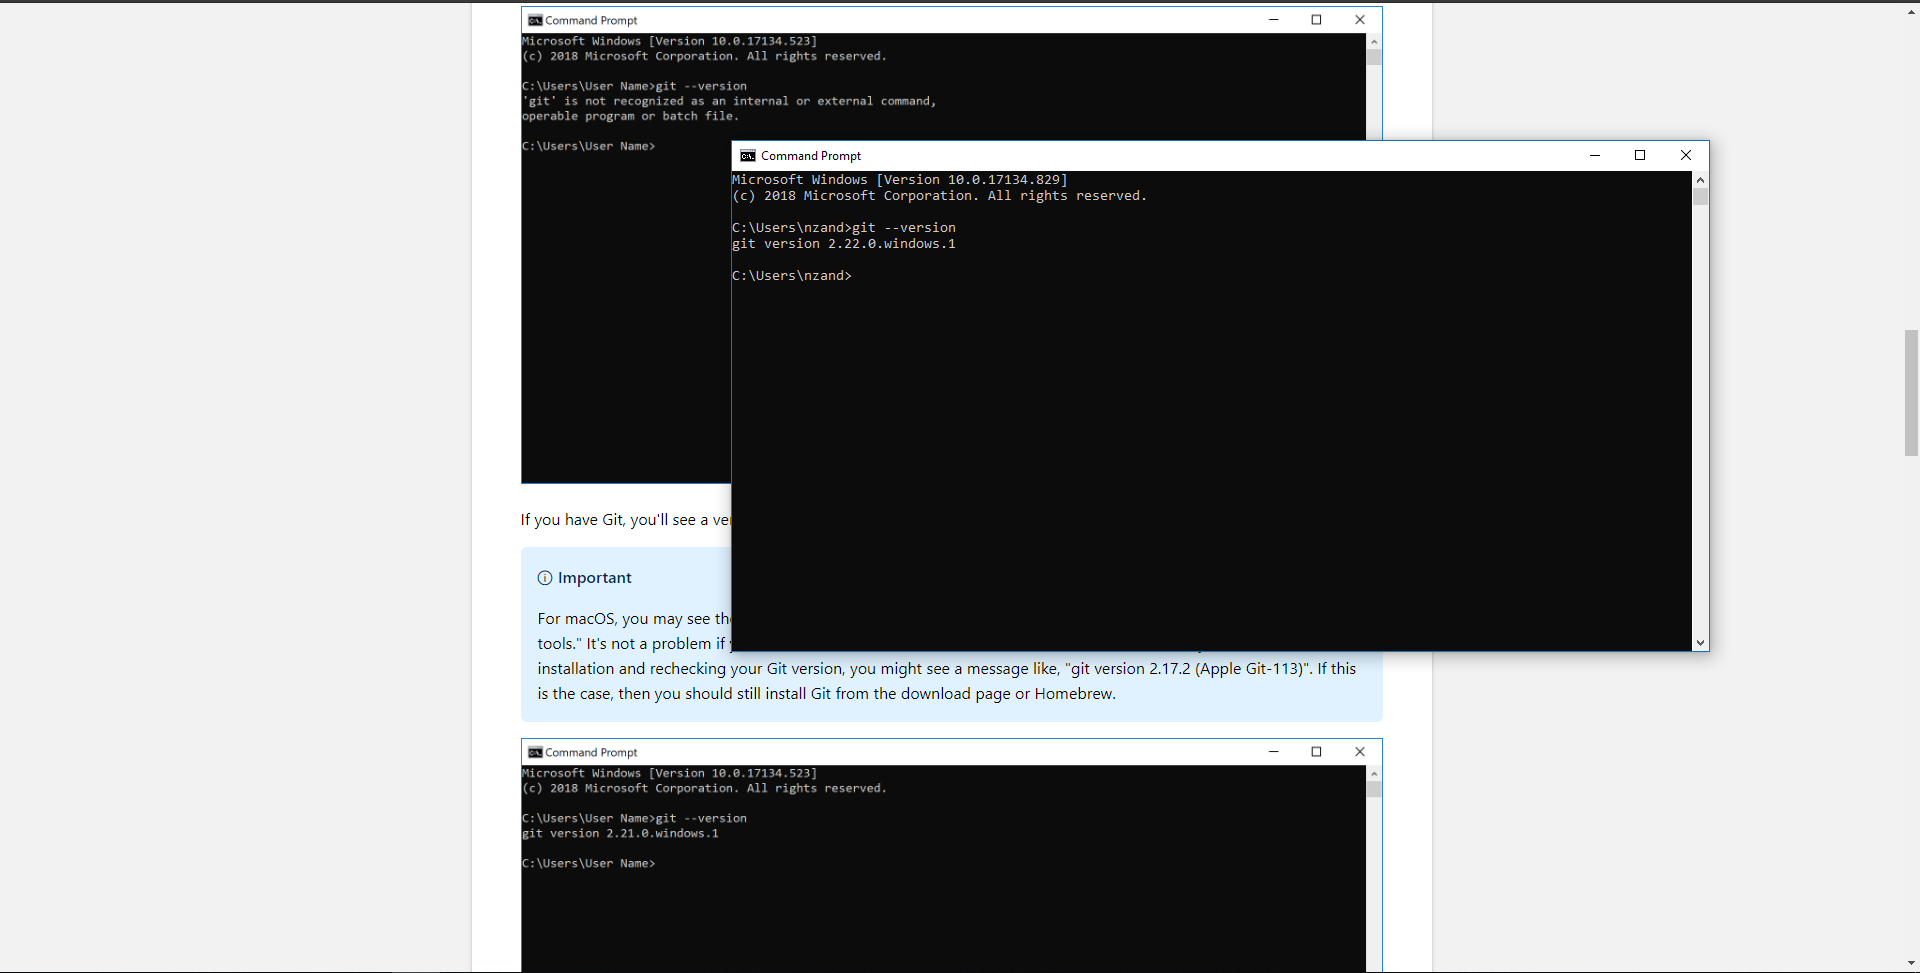 Command Prompt
Microsoft Windows [Version 10.0.17134.523]
(c) 2018 Microsoft Corporation. All rights reserved.
C:\Users\User Name>git --version
'git' is not recognized as an internal or external command,
operable program or batch file.
C:\Users\User Name>
Command Prompt
Microsoft Windows [Version 10.0.17134.829]
(c) 2018 Microsoft Corporation. All rights reserved.
C:\Users\nzand>git --version
git version 2.22.0.windows.1
C:\Users\nzand>
If you have Git, you'll see a
Important
For macOS, you may see
tools." It's not a problem if
installation and rechecking your Git version, you might see a message like, "git version 2.17.2 (Apple Git-113)". If this
is the case, then you should still install Git from the download page or Homebrew.
Command Prompt
Microsoft Windows [Version 10.0.17134.523]
(c) 2018 Microsoft Corporation. All rights reserved.
C:\Users\User Name>git --version
git version 2.21.0.windows.1
C:\Users\User Name>